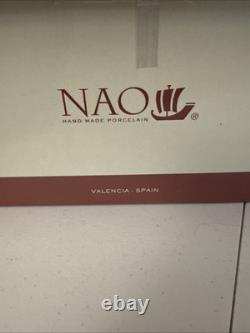 NAO
HAND MADE PORCELAIN
®
VALENCIA - SPAIN